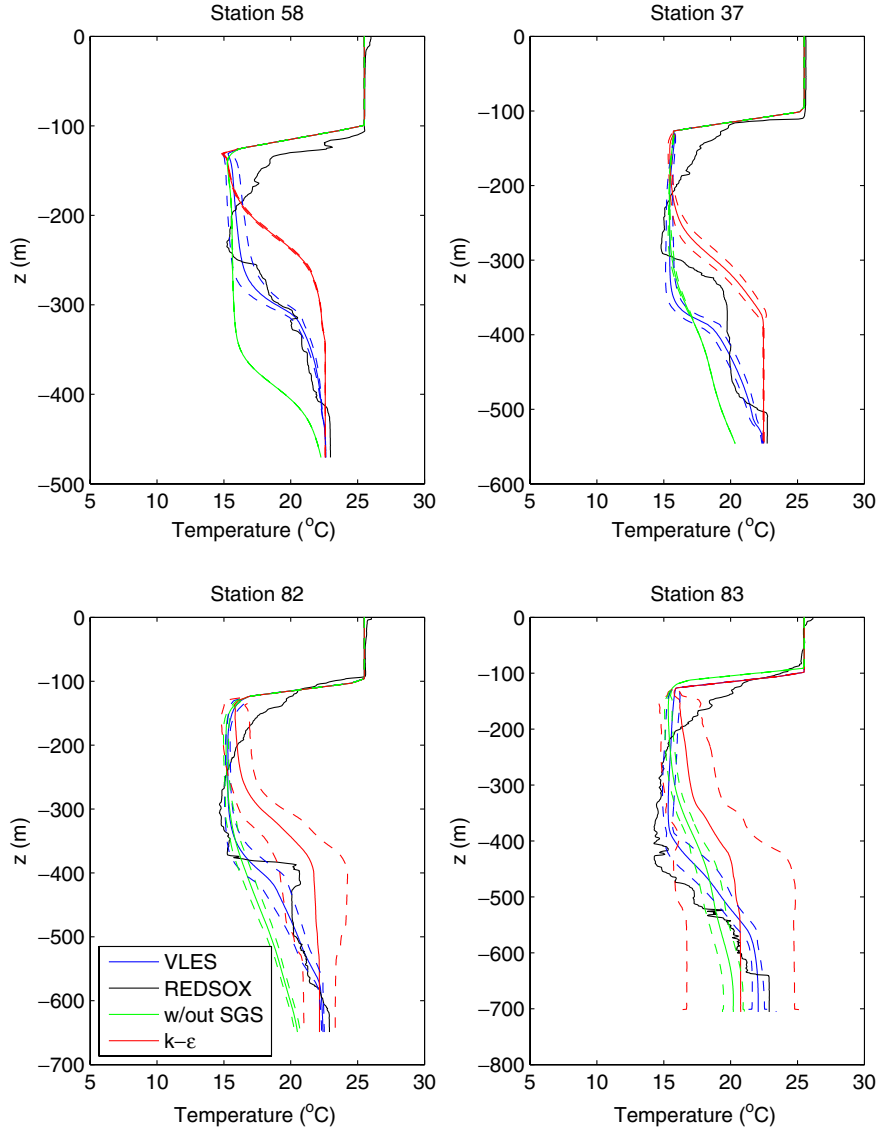 Station 58
0
−100
−200
−300
−400
−500
z (m)
5 10 15 20 25 30
Temperature (°C)
Station 37
0
−100
−200
−300
−400
−500
−600
z (m)
5 10 15 20 25 30
Temperature (°C)
Station 82
0
−100
−200
−300
−400
−500
−600
−700
z (m)
VLES
REDSOX
w/out SGS
k−ε
5 10 15 20 25 30
Temperature (°C)
Station 83
0
−100
−200
−300
−400
−500
−600
−700
−800
z (m)
5 10 15 20 25 30
Temperature (°C)